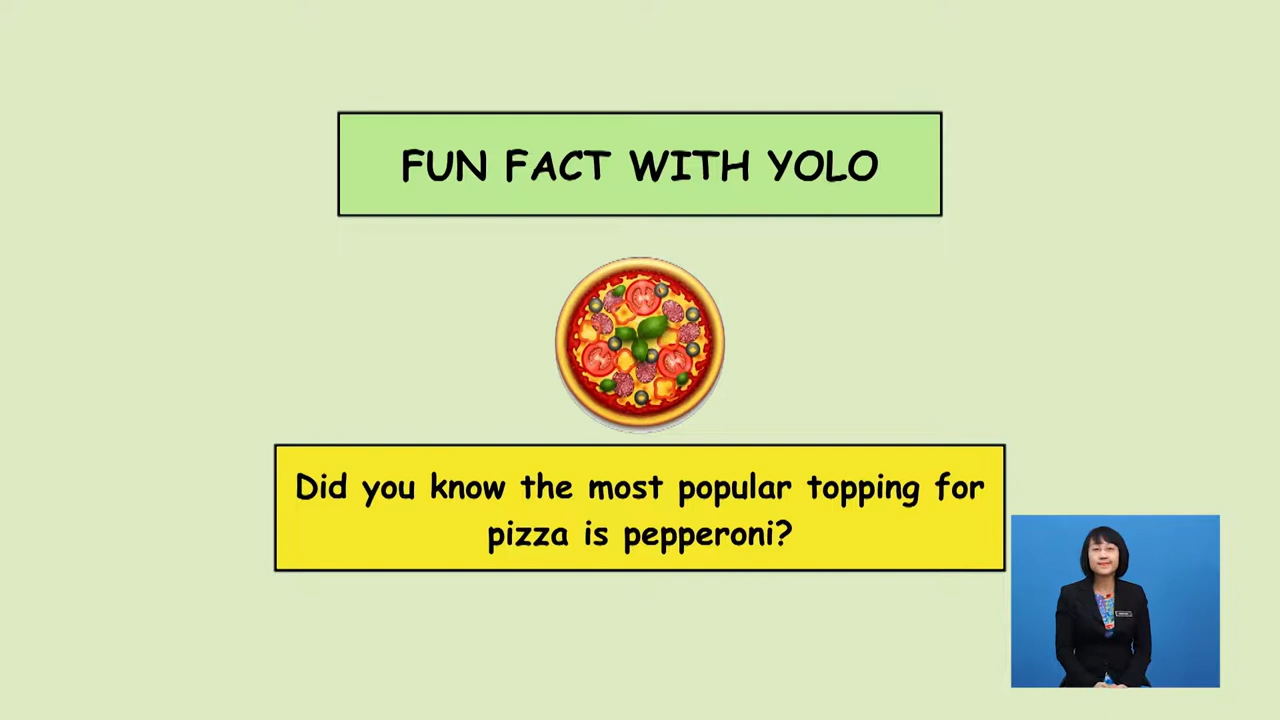 FUN FACT WITH YOLO
Did you know the most popular topping for
pizza is pepperoni?